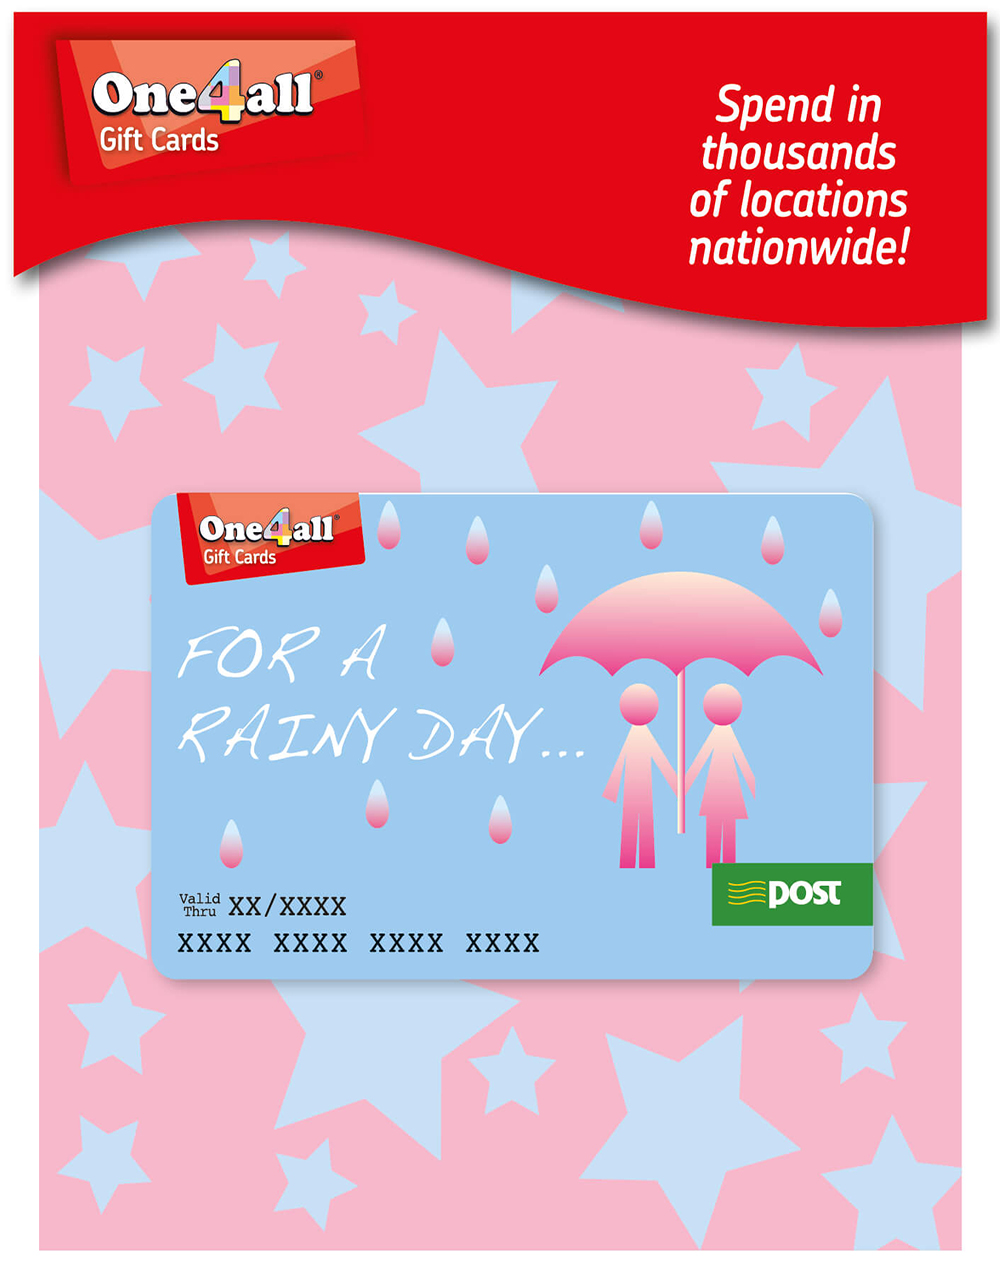 One4all®
Gift Cards
Spend in
thousands
of locations
nationwide!
One4all®
Gift Cards
FOR A
RAINY DAY...
Valid
Thru XX/XXXX
XXXX XXXX XXXX XXXX
post